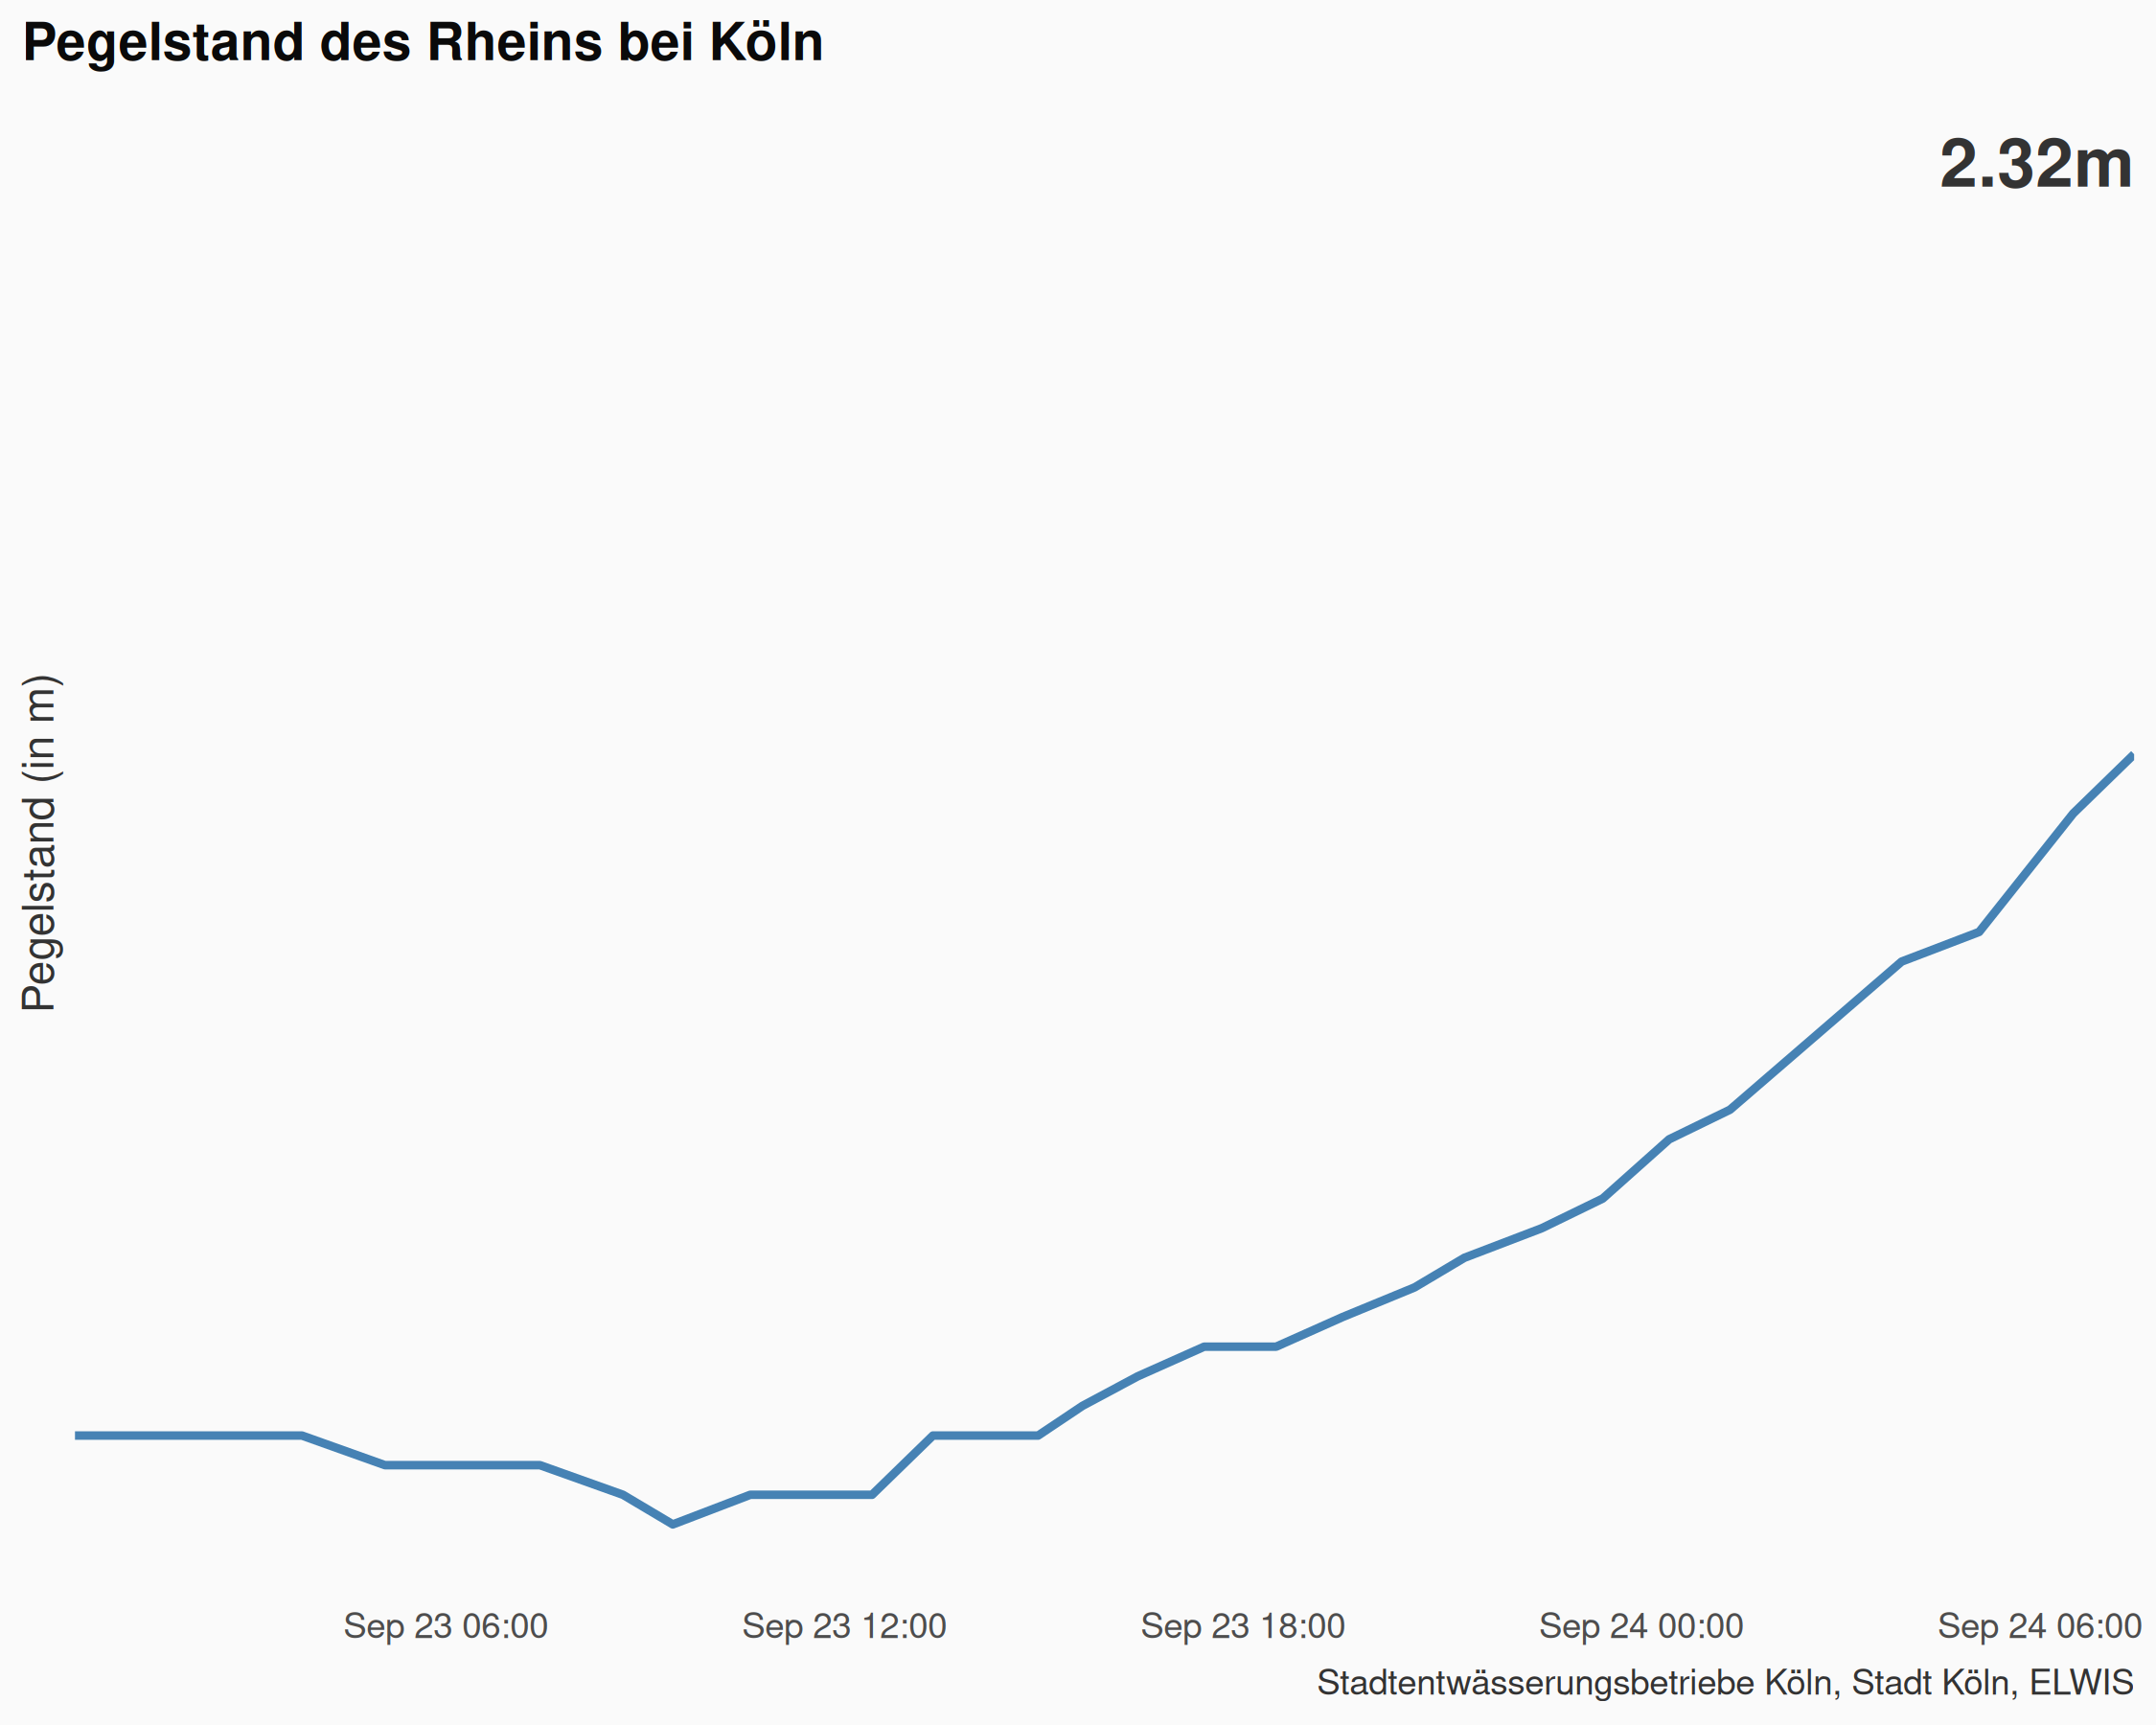 Pegelstand des Rheins bei Köln
2.32m
Pegelstand (in m)
Sep 23 06:00 Sep 23 12:00 Sep 23 18:00 Sep 24 00:00 Sep 24 06:00
Stadtentwässerungsbetriebe Köln, Stadt Köln, ELWIS